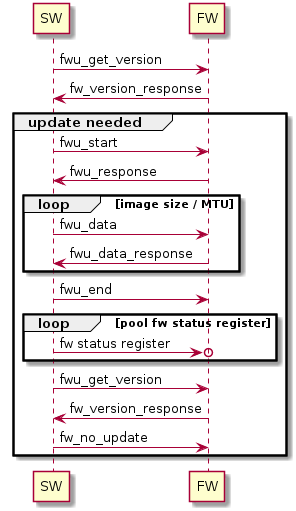 SW FW
fwu_get_version
fw_version_response
update needed
fwu_start
fwu_response
loop [image size / MTU]
fwu_data
fwu_data_response
fwu_end
loop [pool fw status register]
fw status register
fwu_get_version
fw_version_response
fw_no_update
SW FW